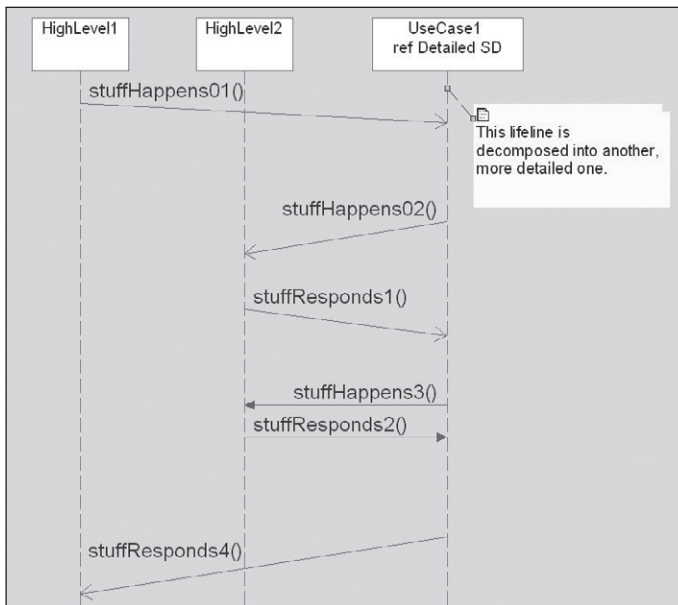 HighLevel1
HighLevel2
UseCase1
ref Detailed SD
stuffHappens01()
This lifeline is
decomposed into another,
more detailed one.
stuffHappens02()
stuffResponds1()
stuffHappens3()
stuffResponds2()
stuffResponds4()